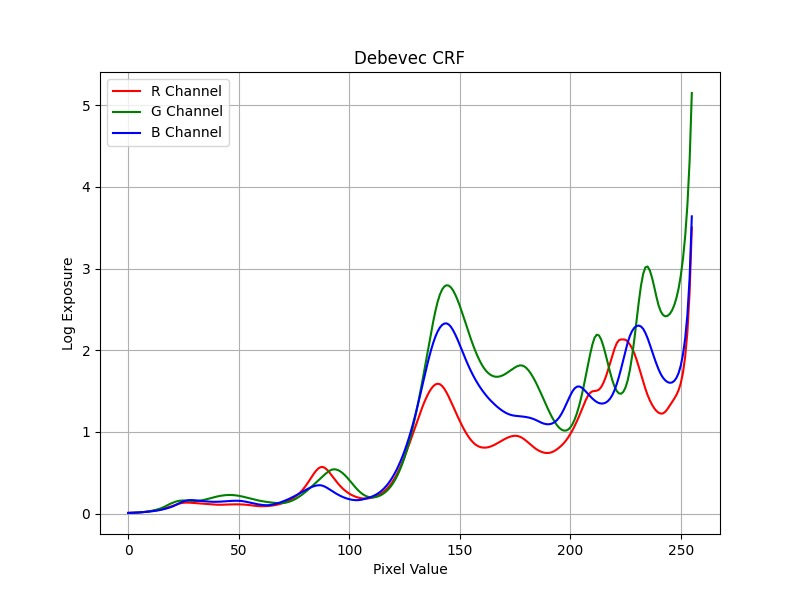 Debevec CRF
R Channel
G Channel
B Channel
5
4
3
2
1
0
Log Exposure
0 50 100 150 200 250
Pixel Value